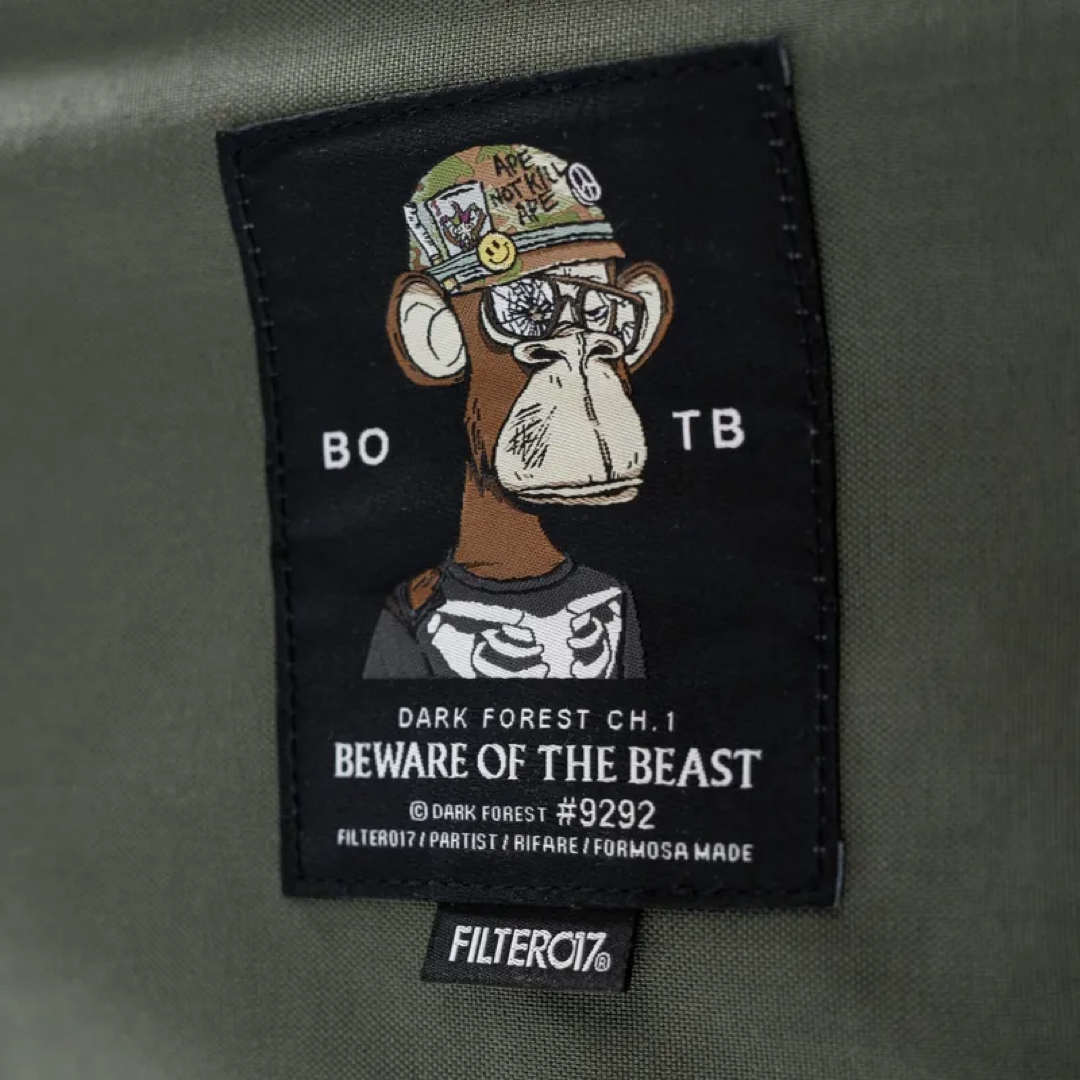 APE
NOT KILL
APE
BO TB
DARK FOREST CH.1
BEWARE OF THE BEAST
© DARK FOREST #9292
FILTER017 / PARTIST / RIFARE / FORMOSA MADE
FILTER017®